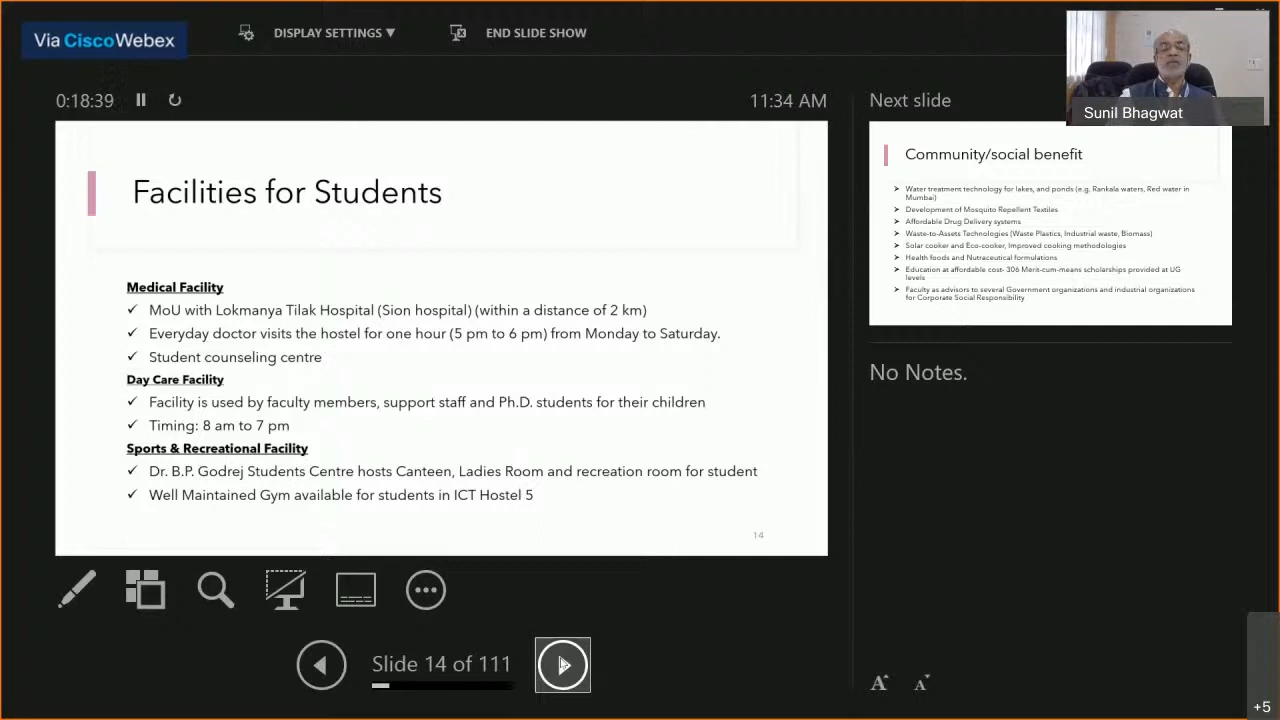 Via Cisco Webex
DISPLAY SETTINGS ▼
END SLIDE SHOW
Sunil Bhagwat
0:18:39
11:34 AM
Next slide
Facilities for Students
Medical Facility
✓ MoU with Lokmanya Tilak Hospital (Sion hospital) (within a distance of 2 km)
✓ Everyday doctor visits the hostel for one hour (5 pm to 6 pm) from Monday to Saturday.
✓ Student counseling centre
Day Care Facility
✓ Facility is used by faculty members, support staff and Ph.D. students for their children
✓ Timing: 8 am to 7 pm
Sports & Recreational Facility
✓ Dr. B.P. Godrej Students Centre hosts Canteen, Ladies Room and recreation room for student
✓ Well Maintained Gym available for students in ICT Hostel 5
14
Community/social benefit
➤ Water treatment technology for lakes, and ponds (e.g. Rankala waters, Red water in
Mumbai)
➤ Development of Mosquito Repellent Textiles
➤ Affordable Drug Delivery systems
➤ Waste-to-Assets Technologies (Waste Plastics, Industrial waste, Biomass)
➤ Solar cooker and Eco-cooker, Improved cooking methodologies
➤ Health foods and Nutraceutical formulations
➤ Education at affordable cost- 306 Merit-cum-means scholarships provided at UG
levels
➤ Faculty as advisors to several Government organizations and industrial organizations
for Corporate Social Responsibility
No Notes.
Slide 14 of 111
A A
+5